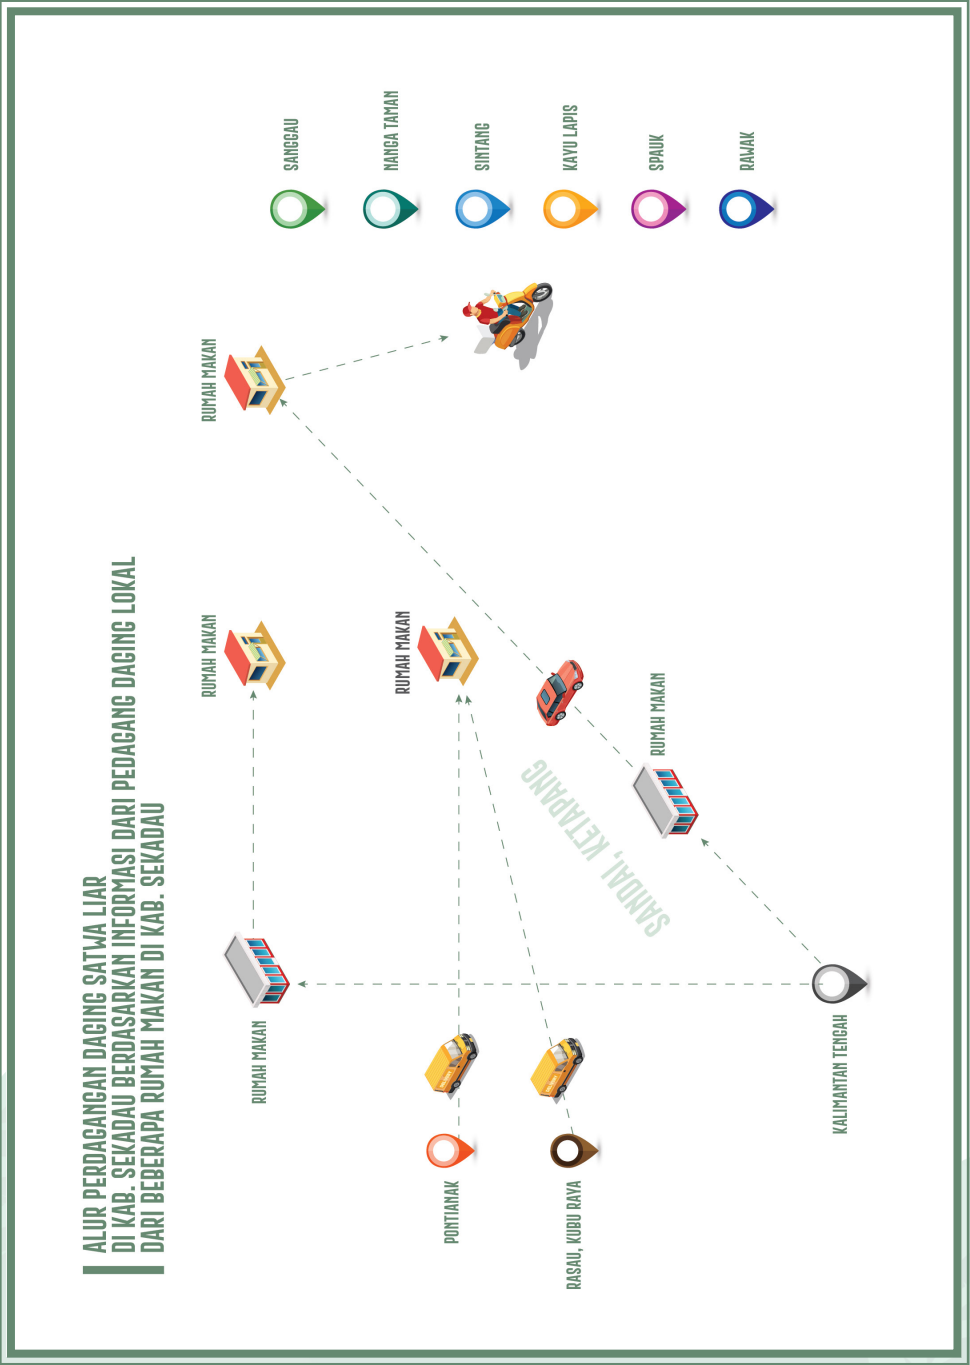 ALUR PERDAGANGAN DAGING SATWA LIAR
DI KAB. SEKADAU BERDASARKAN INFORMASI DARI PEDAGANG DAGING LOKAL
DARI BEBERAPA RUMAH MAKAN DI KAB. SEKADAU
RUMAH MAKAN
RUMAH MAKAN
RUMAH MAKAN
SANGGAU
NANGA TAMAN
SINTANG
KAYU LAPIS
SPAUK
RAWAK
PONTIANAK
RUMAH MAKAN
RASAU, KUBU RAYA
SANDAI, KETAPANG
RUMAH MAKAN
KALIMANTAN TENGAH